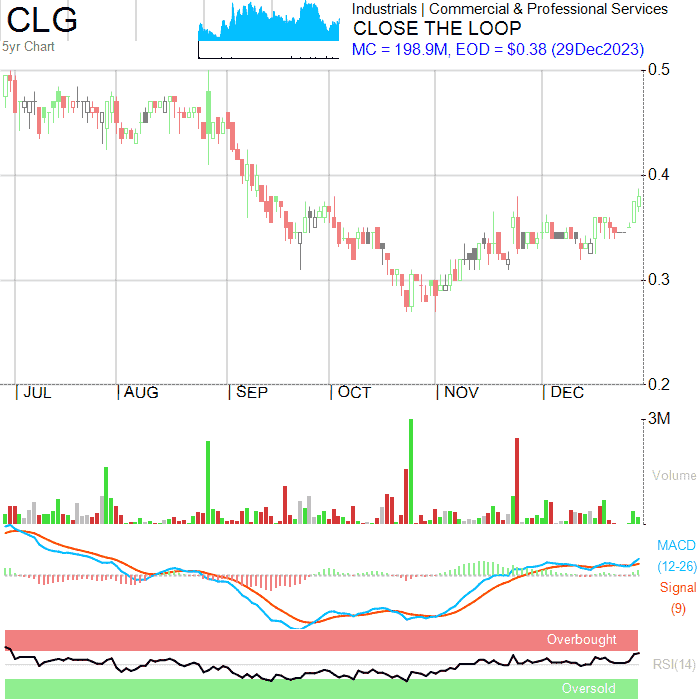 CLG
5yr Chart
Industrials | Commercial & Professional Services
CLOSE THE LOOP
MC = 198.9M, EOD = $0.38 (29Dec2023)
0.5
0.4
0.3
0.2
| JUL | AUG | SEP | OCT | NOV | DEC
3M
Volume
MACD
(12-26)
Signal
(9)
Overbought
RSI(14)
Oversold